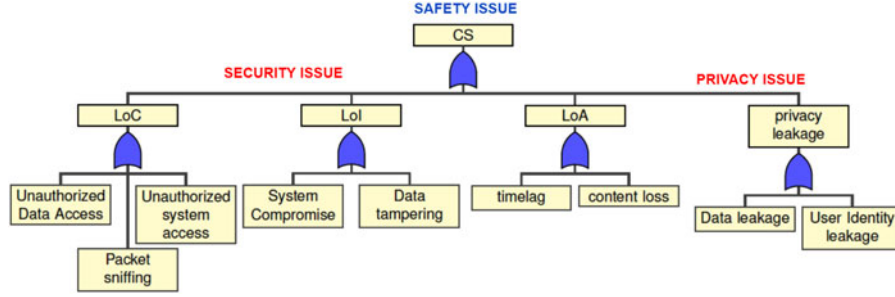 SAFETY ISSUE
CS
SECURITY ISSUE
PRIVACY ISSUE
LoC
LoI
LoA
privacy
leakage
Unauthorized
Data Access
Packet
sniffing
Unauthorized
system
access
System
Compromise
Data
tampering
timelag
content loss
Data leakage
User Identity
leakage